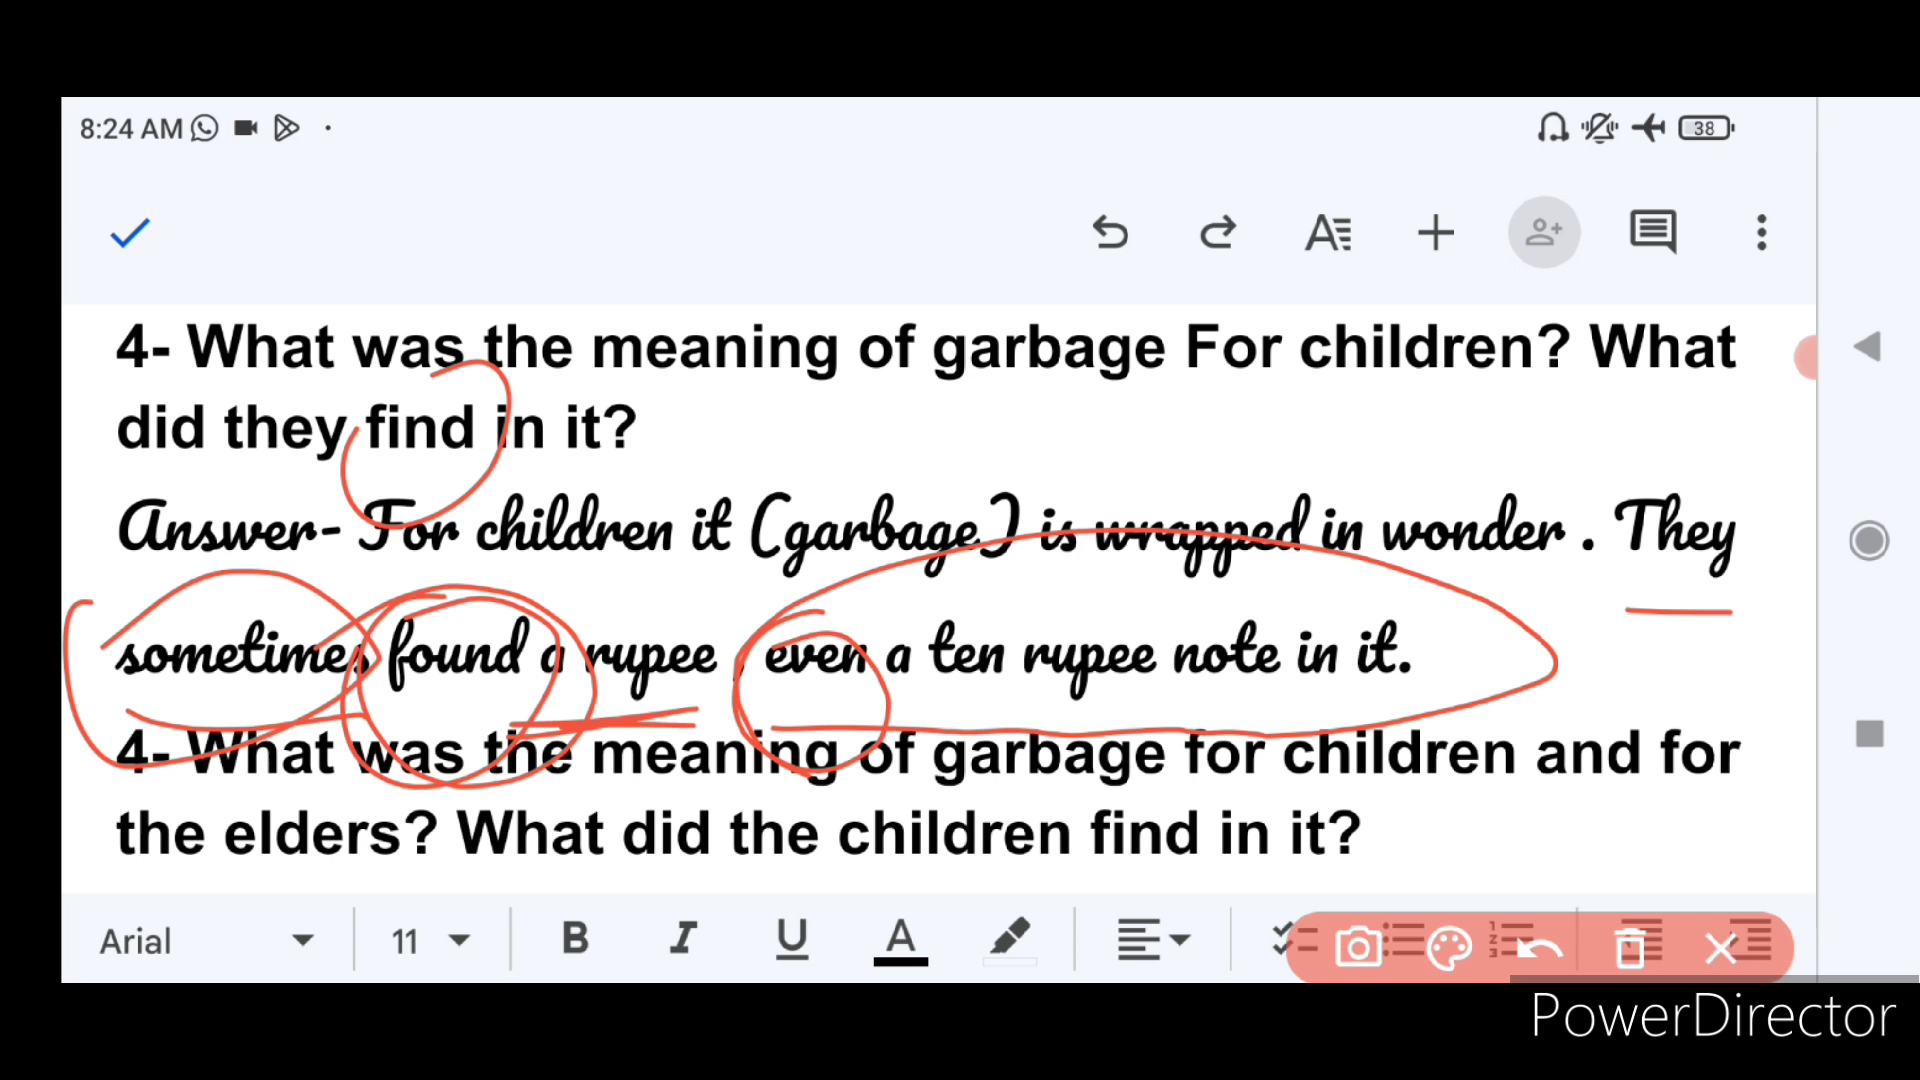 8:24 AM
38
4- What was the meaning of garbage For children? What
did they find in it?
Answer- For children it (garbage) is wrapped in wonder . They
sometimes found a rupee , even a ten rupee note in it.
4- What was the meaning of garbage for children and for
the elders? What did the children find in it?
Arial 11 B I U A
PowerDirector